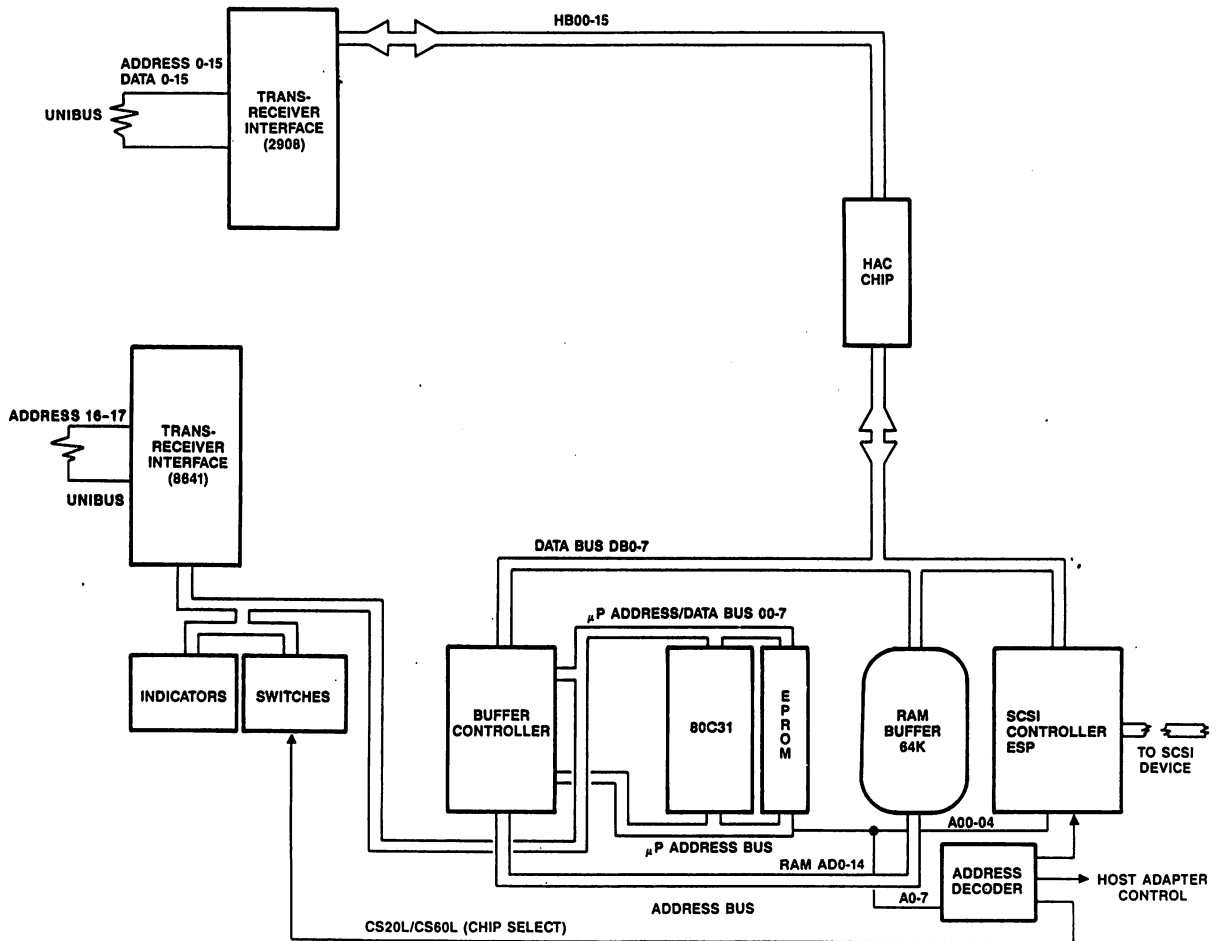 HB00-15
ADDRESS 0-15
DATA 0-15
UNIBUS
TRANS-
RECEIVER
INTERFACE
(2908)
HAC
CHIP
ADDRESS 16-17
UNIBUS
TRANS-
RECEIVER
INTERFACE
(8641)
DATA BUS DB0-7
μP ADDRESS/DATA BUS 00-7
INDICATORS
SWITCHES
BUFFER
CONTROLLER
80C31
EPROM
RAM
BUFFER
64K
SCSI
CONTROLLER
ESP
TO SCSI
DEVICE
A00-04
μP ADDRESS BUS
RAM AD0-14
ADDRESS
DECODER
HOST ADAPTER
CONTROL
A0-7
ADDRESS BUS
CS20L/CS60L (CHIP SELECT)